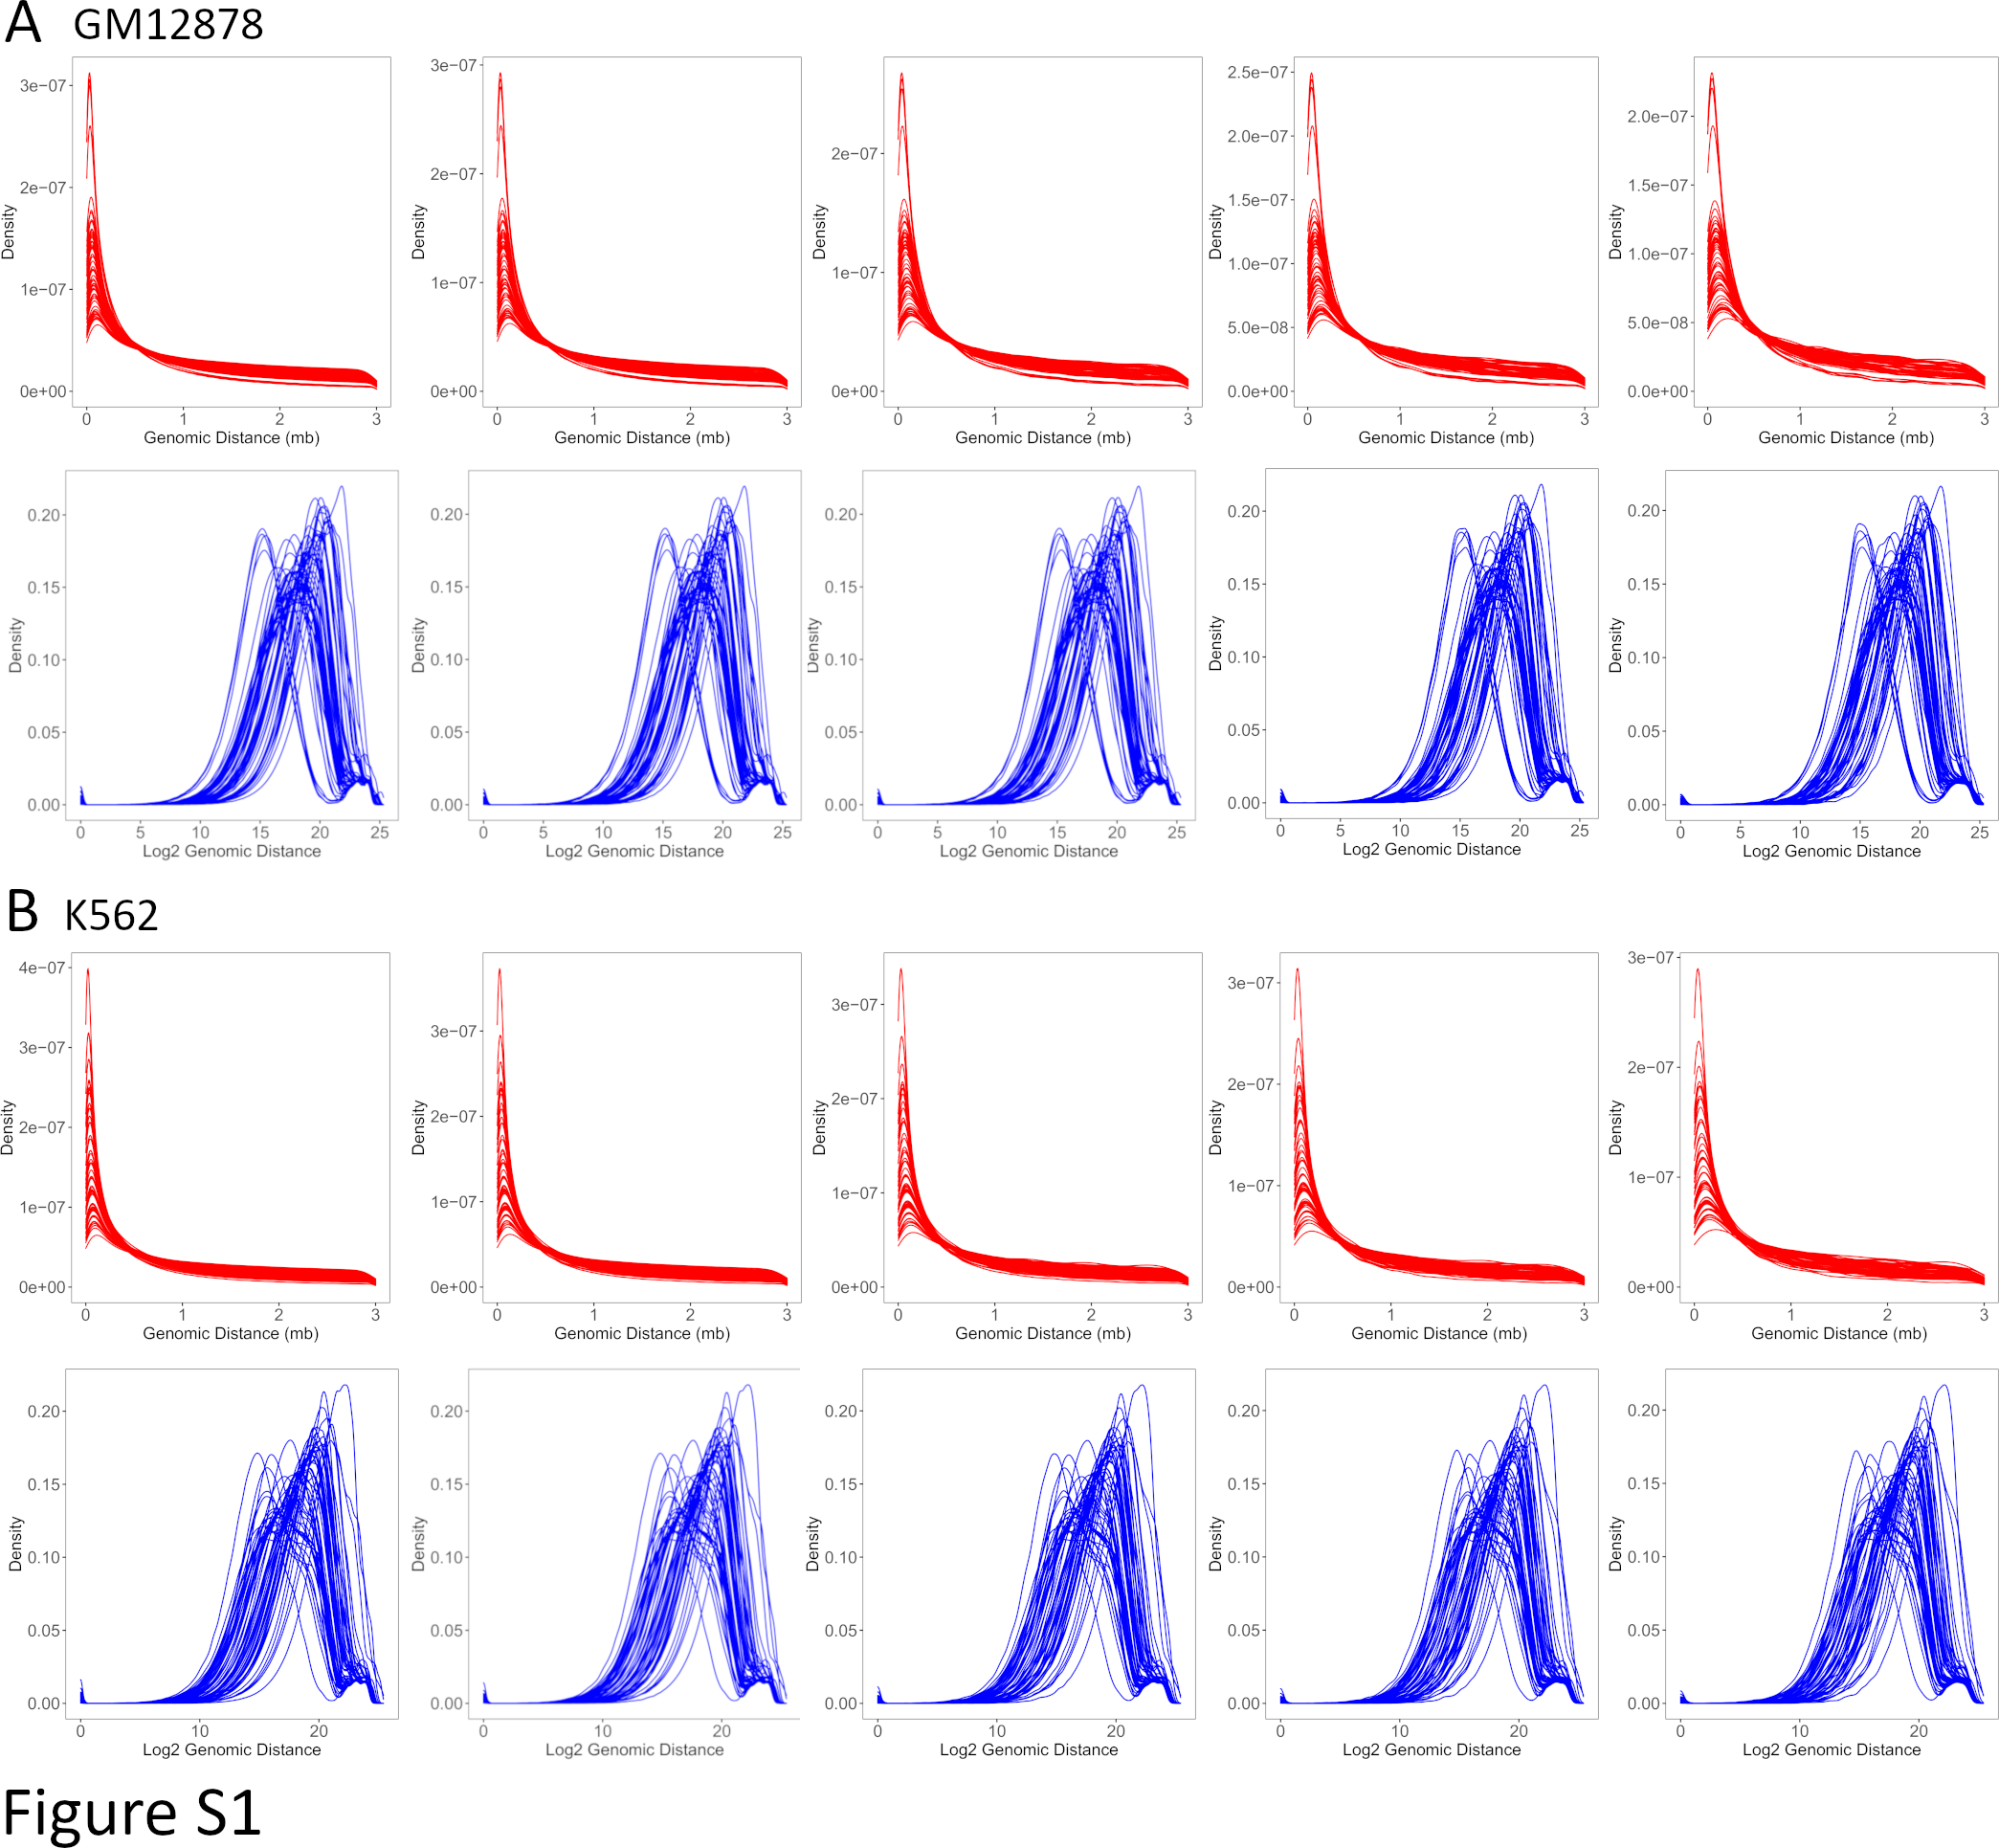 A GM12878
3e−07
2e−07
1e−07
0e+00
Density
0 1 2 3
Genomic Distance (mb)
3e−07
2e−07
1e−07
0e+00
Density
0 1 2 3
Genomic Distance (mb)
2e−07
1e−07
0e+00
Density
0 1 2 3
Genomic Distance (mb)
2.5e−07
2.0e−07
1.5e−07
1.0e−07
5.0e−08
0.0e+00
Density
0 1 2 3
Genomic Distance (mb)
2.0e−07
1.5e−07
1.0e−07
5.0e−08
0.0e+00
Density
0 1 2 3
Genomic Distance (mb)
0.20
0.15
0.10
0.05
0.00
Density
0 5 10 15 20 25
Log2 Genomic Distance
0.20
0.15
0.10
0.05
0.00
Density
0 5 10 15 20 25
Log2 Genomic Distance
0.20
0.15
0.10
0.05
0.00
Density
0 5 10 15 20 25
Log2 Genomic Distance
0.20
0.15
0.10
0.05
0.00
Density
0 5 10 15 20 25
Log2 Genomic Distance
0.20
0.15
0.10
0.05
0.00
Density
0 5 10 15 20 25
Log2 Genomic Distance
B K562
4e−07
3e−07
2e−07
1e−07
0e+00
Density
0 1 2 3
Genomic Distance (mb)
3e−07
2e−07
1e−07
0e+00
Density
0 1 2 3
Genomic Distance (mb)
3e−07
2e−07
1e−07
0e+00
Density
0 1 2 3
Genomic Distance (mb)
3e−07
2e−07
1e−07
0e+00
Density
0 1 2 3
Genomic Distance (mb)
3e−07
2e−07
1e−07
0e+00
Density
0 1 2 3
Genomic Distance (mb)
0.20
0.15
0.10
0.05
0.00
Density
0 10 20
Log2 Genomic Distance
0.20
0.15
0.10
0.05
0.00
Density
0 10 20
Log2 Genomic Distance
0.20
0.15
0.10
0.05
0.00
Density
0 10 20
Log2 Genomic Distance
0.20
0.15
0.10
0.05
0.00
Density
0 10 20
Log2 Genomic Distance
0.20
0.15
0.10
0.05
0.00
Density
0 10 20
Log2 Genomic Distance
Figure S1